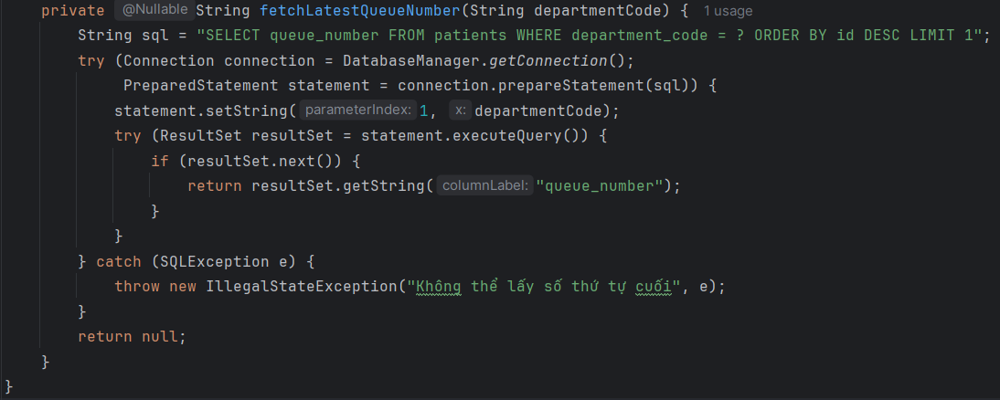 private @Nullable String fetchLatestQueueNumber(String departmentCode) { 1 usage
String sql = "SELECT queue_number FROM patients WHERE department_code = ? ORDER BY id DESC LIMIT 1";
try (Connection connection = DatabaseManager.getConnection();
PreparedStatement statement = connection.prepareStatement(sql)) {
statement.setString( parameterIndex: 1, x: departmentCode);
try (ResultSet resultSet = statement.executeQuery()) {
if (resultSet.next()) {
return resultSet.getString( columnLabel: "queue_number");
}
}
} catch (SQLException e) {
throw new IllegalStateException("Không thể lấy số thứ tự cuối", e);
}
return null;
}
}